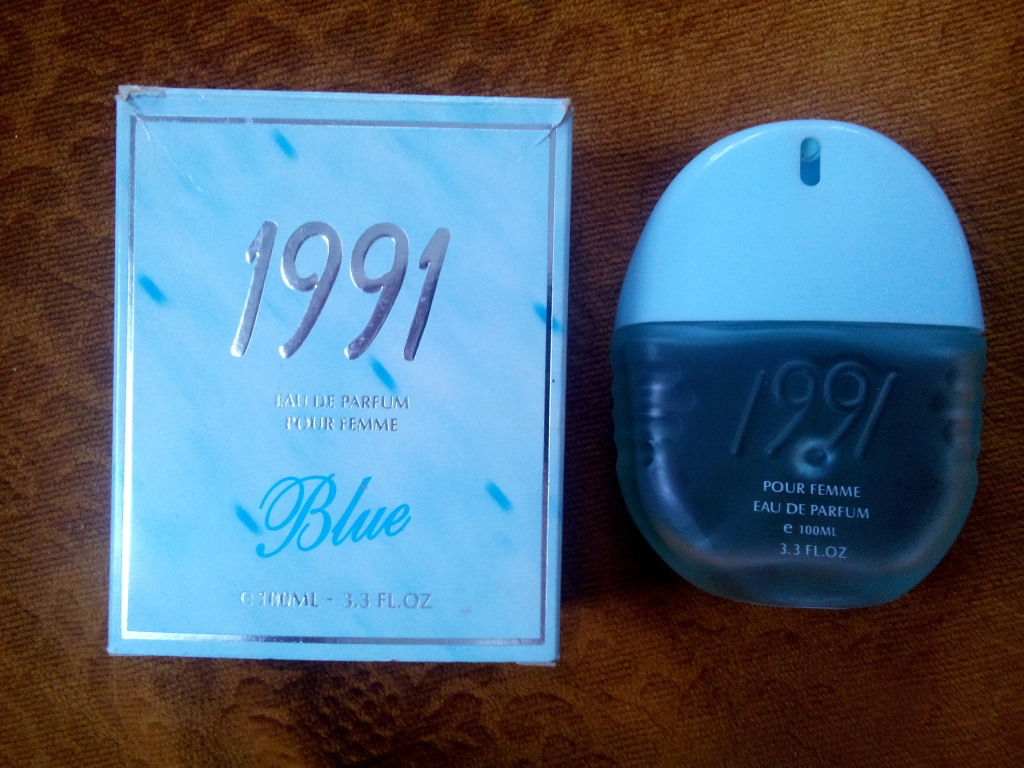 1991
EAU DE PARFUM
POUR FEMME
Blue
e 100ML - 3.3 FL.OZ
1991
POUR FEMME
EAU DE PARFUM
e 100ML
3.3 FL.OZ